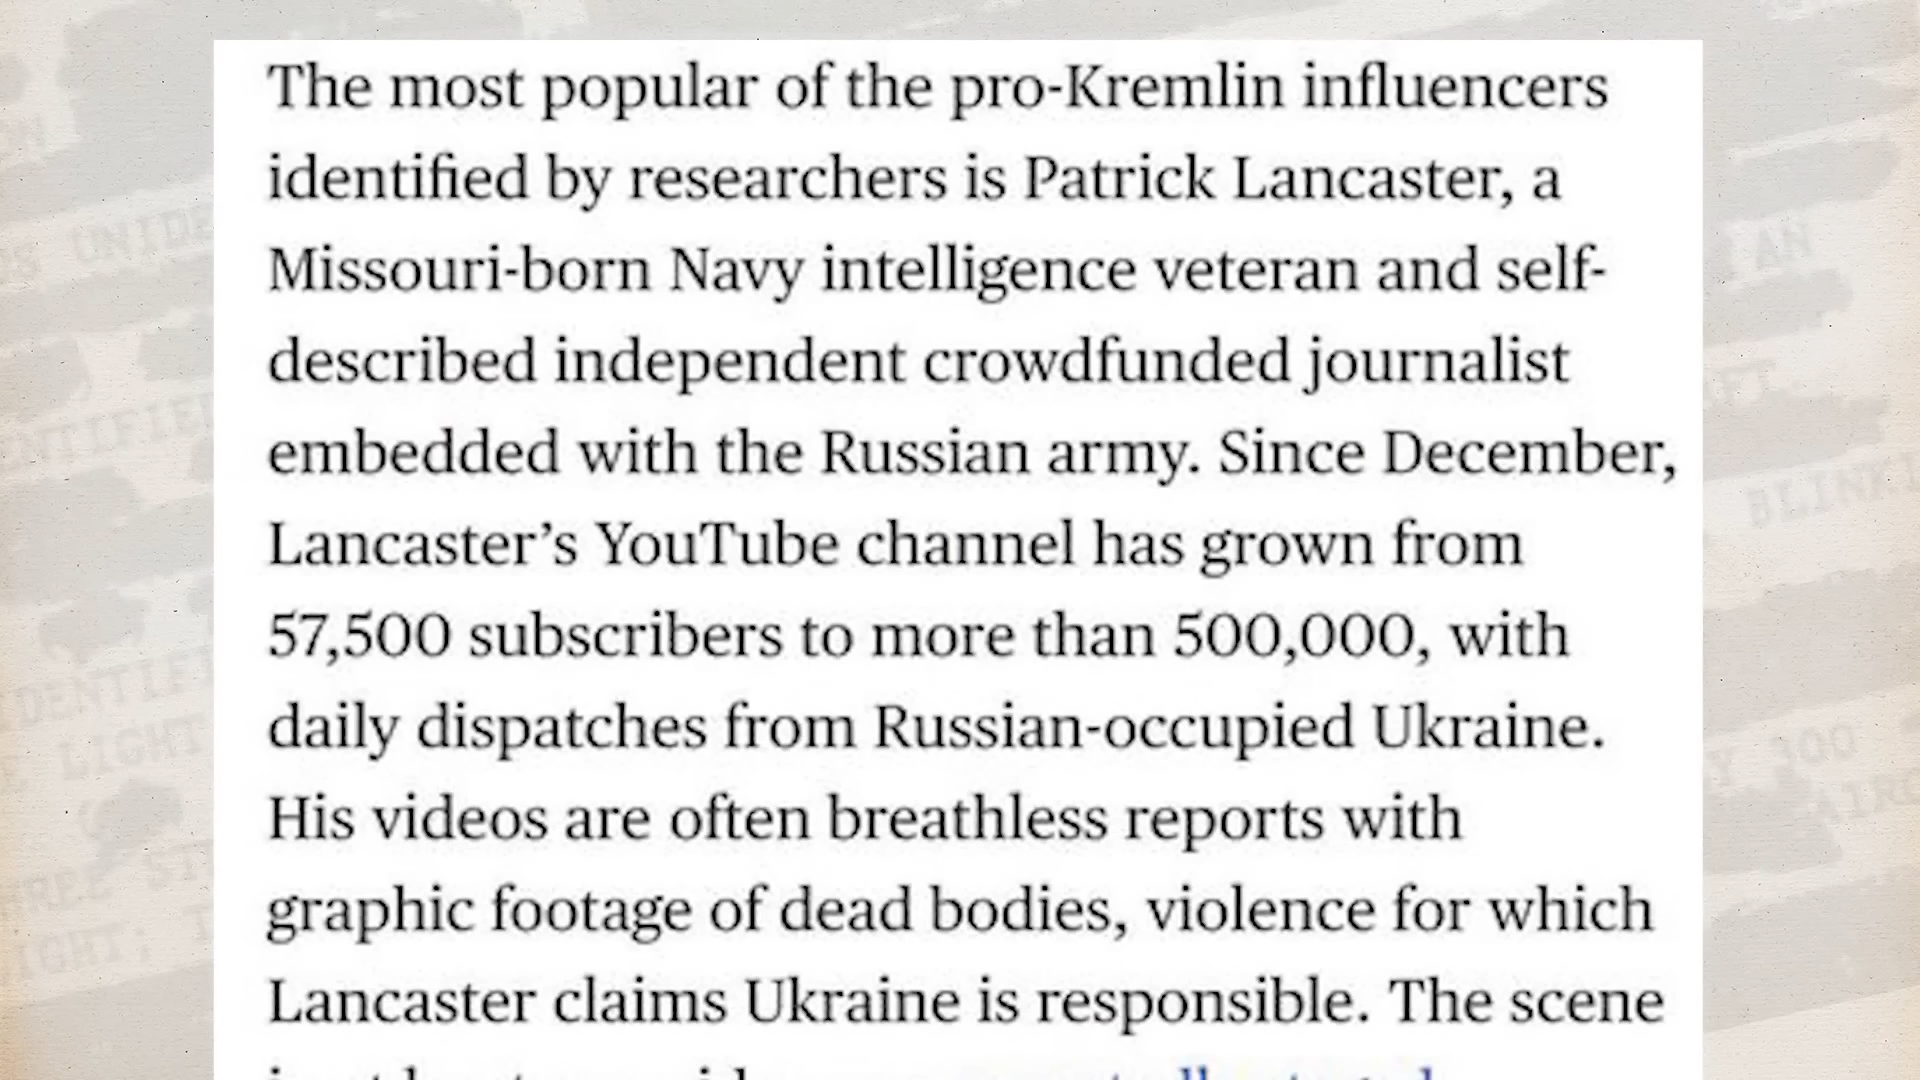 The most popular of the pro-Kremlin influencers
identified by researchers is Patrick Lancaster, a
Missouri-born Navy intelligence veteran and self-
described independent crowdfunded journalist
embedded with the Russian army. Since December,
Lancaster’s YouTube channel has grown from
57,500 subscribers to more than 500,000, with
daily dispatches from Russian-occupied Ukraine.
His videos are often breathless reports with
graphic footage of dead bodies, violence for which
Lancaster claims Ukraine is responsible. The scene